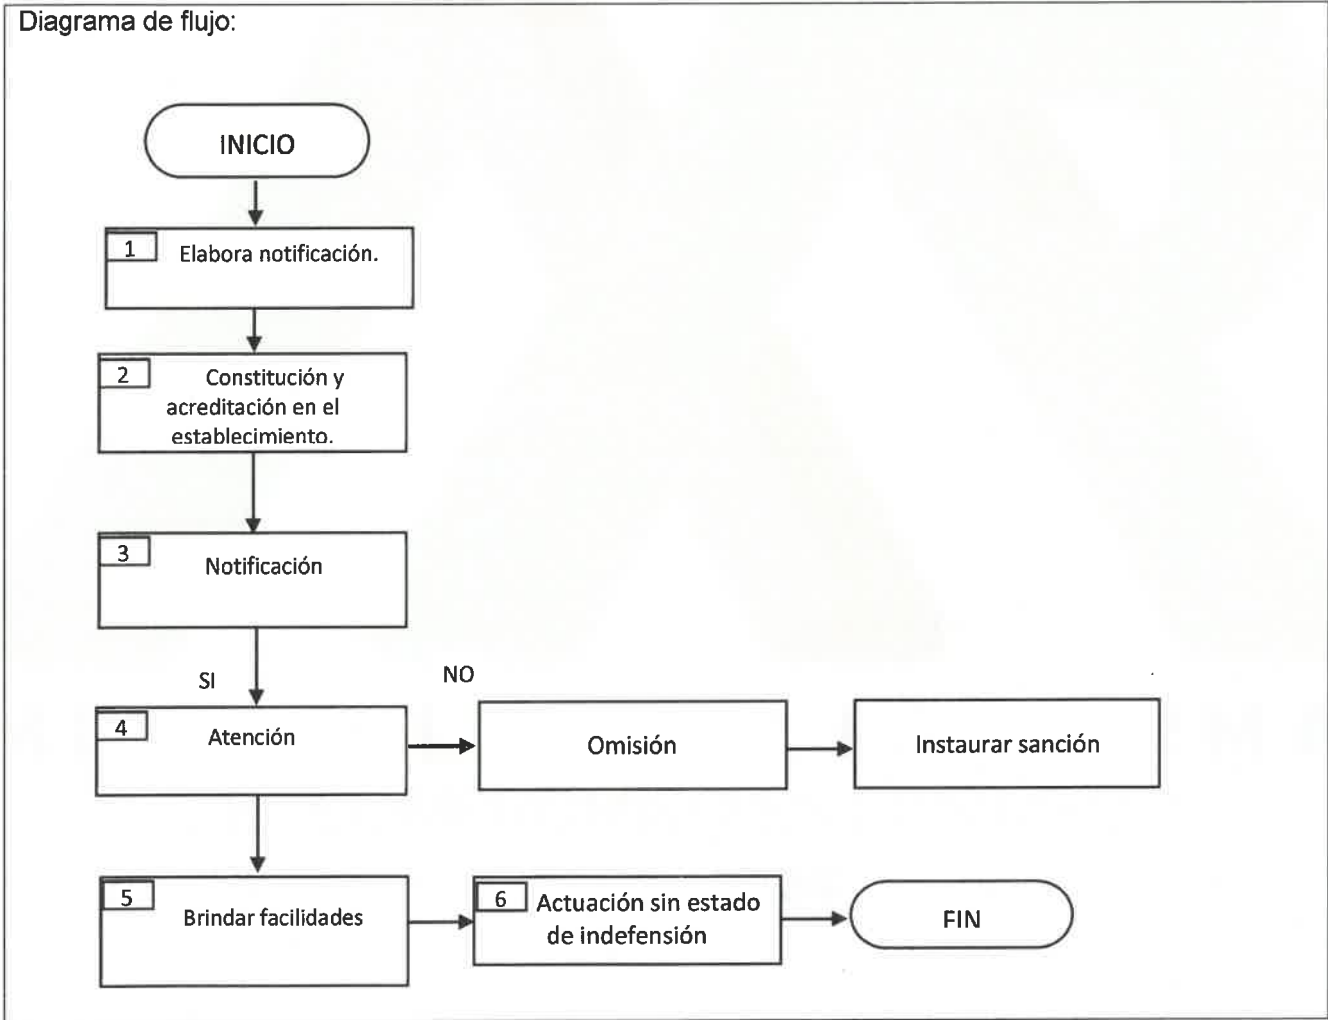 Diagrama de flujo:
INICIO
1
Elabora notificación.
2
Constitución y
acreditación en el
establecimiento.
3
Notificación
SI
NO
4
Atención
Omisión
Instaurar sanción
5
Brindar facilidades
6
Actuación sin estado
de indefensión
FIN